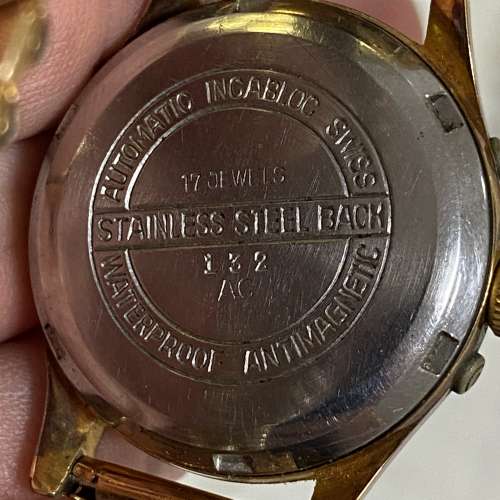 AUTOMATIC INCABLOC SWISS
17 JEWELS
STAINLESS STEEL BACK
132
AC
WATERPROOF ANTIMAGNETIC